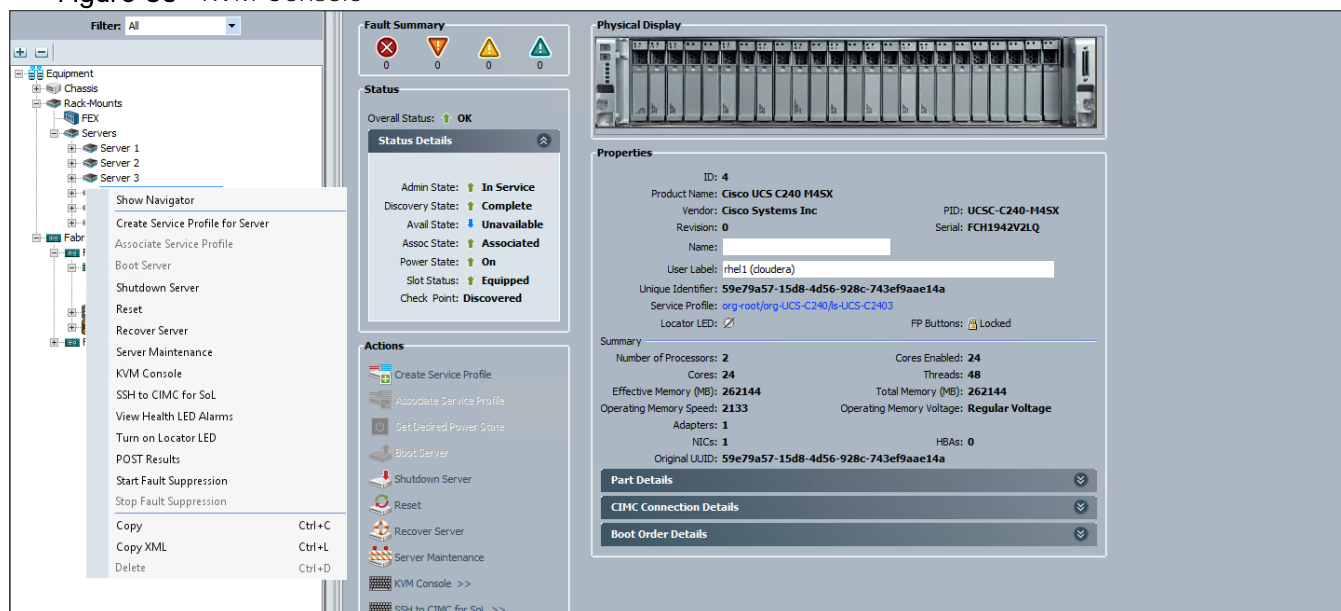 KVM Console
Filter: All
Equipment
Chassis
Rack-Mounts
FEX
Servers
Server 1
Server 2
Server 3
Fabr
Show Navigator
Create Service Profile for Server
Associate Service Profile
Boot Server
Shutdown Server
Reset
Recover Server
Server Maintenance
KVM Console
SSH to CIMC for SoL
View Health LED Alarms
Turn on Locator LED
POST Results
Start Fault Suppression
Stop Fault Suppression
Copy Ctrl+C
Copy XML Ctrl+L
Delete Ctrl+D
Fault Summary
0 0 0 0
Status
Overall Status: OK
Status Details
Admin State: In Service
Discovery State: Complete
Avail State: Unavailable
Assoc State: Associated
Power State: On
Slot Status: Equipped
Check Point: Discovered
Actions
Create Service Profile
Associate Service Profile
Set Desired Power State
Boot Server
Shutdown Server
Reset
Recover Server
Server Maintenance
KVM Console >>
SSH to CIMC for SoL >>
Physical Display
Properties
ID: 4
Product Name: Cisco UCS C240 M4SX
Vendor: Cisco Systems Inc PID: UCSC-C240-M4SX
Revision: 0 Serial: FCH1942V2LQ
Name:
User Label: rhel1 (cloudera)
Unique Identifier: 59e79a57-15d8-4d56-928c-743ef9aae14a
Service Profile: org-root/org-UCS-C240/ls-UCS-C2403
Locator LED: FP Buttons: Locked
Summary
Number of Processors: 2 Cores Enabled: 24
Cores: 24 Threads: 48
Effective Memory (MB): 262144 Total Memory (MB): 262144
Operating Memory Speed: 2133 Operating Memory Voltage: Regular Voltage
Adapters: 1
NICs: 1 HBAs: 0
Original UUID: 59e79a57-15d8-4d56-928c-743ef9aae14a
Part Details
CIMC Connection Details
Boot Order Details